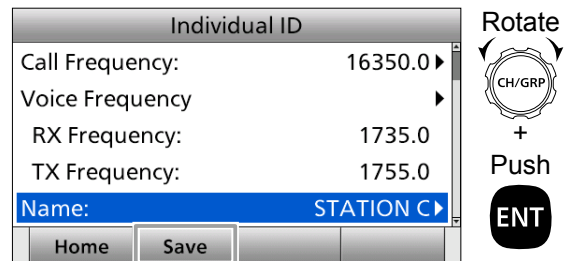 Individual ID
Call Frequency: 16350.0
Voice Frequency
RX Frequency: 1735.0
TX Frequency: 1755.0
Name: STATION C
Home Save
Rotate
CH/GRP
+
Push
ENT